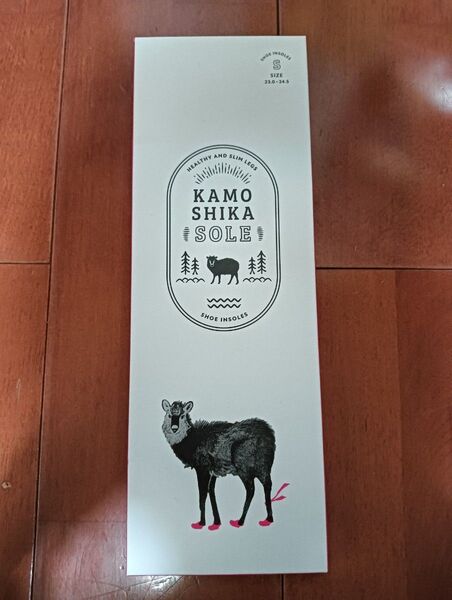 SHOE INSOLES
S
SIZE
23.0-24.5
HEALTHY AND SLIM LEGS
KAMO
SHIKA
SOLE
SHOE INSOLES